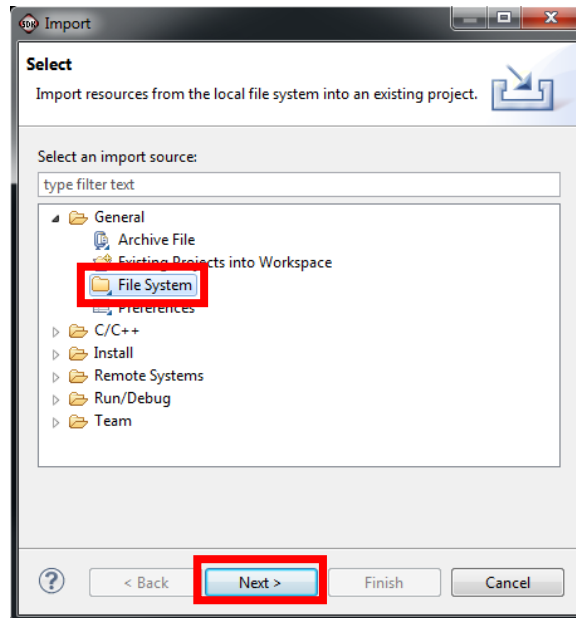 SDK Import
Select
Import resources from the local file system into an existing project.
Select an import source:
type filter text
General
Archive File
Existing Projects into Workspace
File System
Preferences
C/C++
Install
Remote Systems
Run/Debug
Team
? < Back Next > Finish Cancel